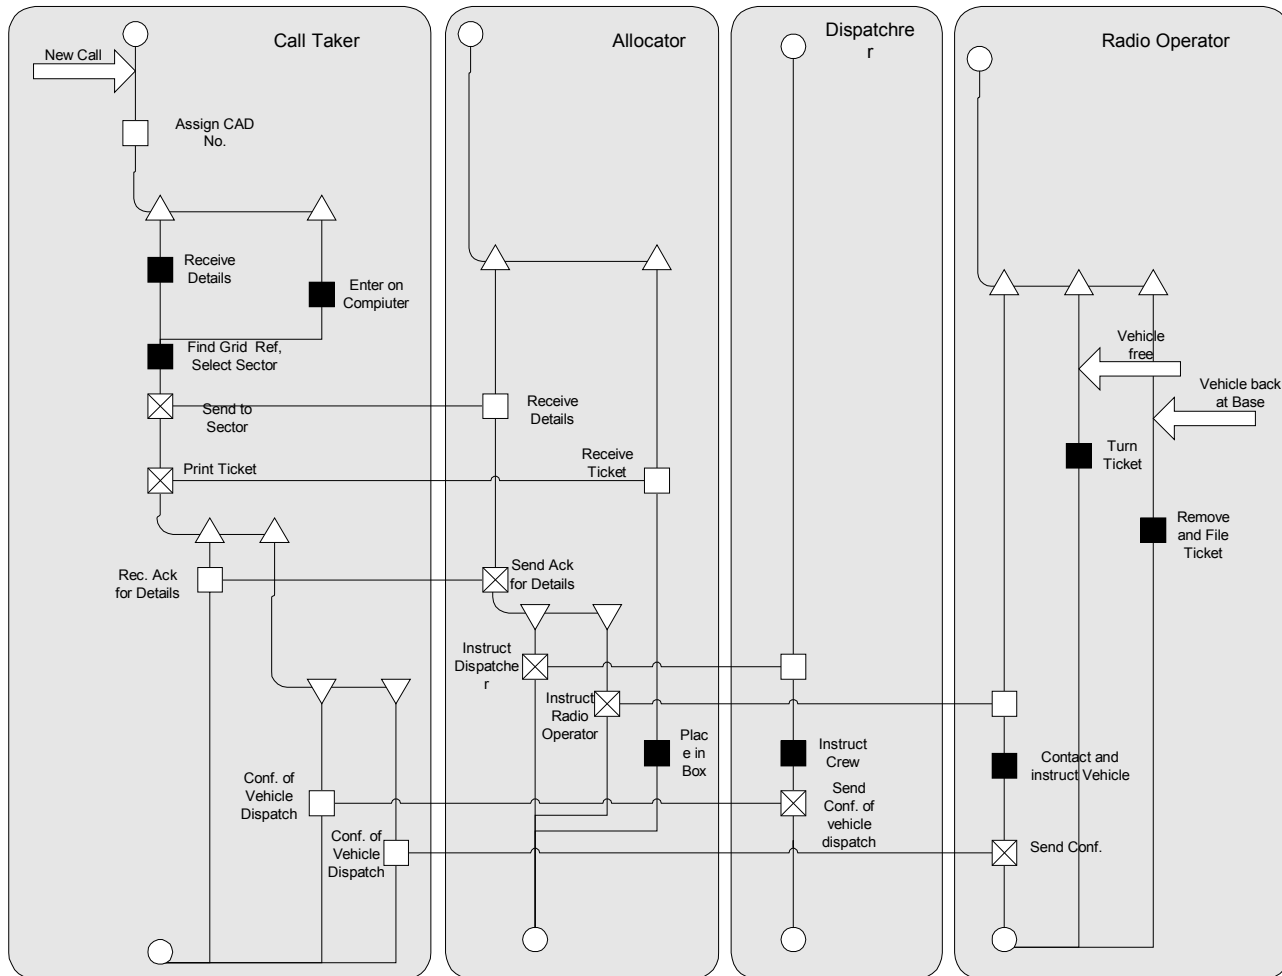 Call Taker
Allocator
Dispatchre
r
Radio Operator
New Call
Assign CAD
No.
Receive
Details
Enter on
Compiuter
Find Grid Ref,
Select Sector
Send to
Sector
Print Ticket
Rec. Ack
for Details
Conf. of
Vehicle
Dispatch
Conf. of
Vehicle
Dispatch
Receive
Details
Receive
Ticket
Send Ack
for Details
Instruct
Dispatche
r
Instruct
Radio
Operator
Plac
e in
Box
Instruct
Crew
Send
Conf. of
vehicle
dispatch
Vehicle
free
Vehicle back
at Base
Turn
Ticket
Remove
and File
Ticket
Contact and
instruct Vehicle
Send Conf.